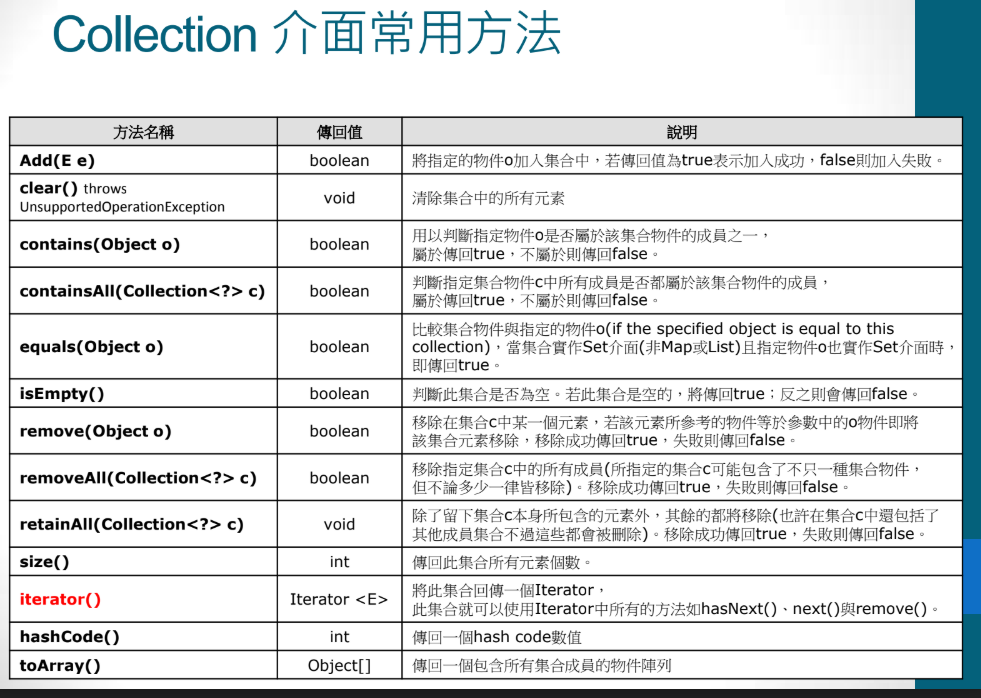 Collection 介面常用方法
方法名稱 傳回值 說明
Add(E e) boolean 將指定的物件o加入集合中，若傳回值為true表示加入成功，false則加入失敗。
clear() throws
UnsupportedOperationException void 清除集合中的所有元素
contains(Object o) boolean 用以判斷指定物件o是否屬於該集合物件的成員之一，
屬於傳回true，不屬於則傳回false。
containsAll(Collection<?> c) boolean 判斷指定集合物件c中所有成員是否都屬於該集合物件的成員，
屬於傳回true，不屬於則傳回false。
equals(Object o) boolean 比較集合物件與指定的物件o(if the specified object is equal to this
collection)，當集合實作Set介面(非Map或List)且指定物件o也實作Set介面時，
即傳回true。
isEmpty() boolean 判斷此集合是否為空。若此集合是空的，將傳回true；反之則會傳回false。
remove(Object o) boolean 移除在集合c中某一個元素，若該元素所參考的物件等於參數中的o物件即將
該集合元素移除，移除成功傳回true，失敗則傳回false。
removeAll(Collection<?> c) boolean 移除指定集合c中的所有成員(所指定的集合c可能包含了不只一種集合物件，
但不論多少一律皆移除)。移除成功傳回true，失敗則傳回false。
retainAll(Collection<?> c) void 除了留下集合c本身所包含的元素外，其餘的都將移除(也許在集合c中還包括了
其他成員集合不過這些都會被刪除)。移除成功傳回true，失敗則傳回false。
size() int 傳回此集合所有元素個數。
iterator() Iterator <E> 將此集合回傳一個Iterator，
此集合就可以使用Iterator中所有的方法如hasNext()、next()與remove()。
hashCode() int 傳回一個hash code數值
toArray() Object[] 傳回一個包含所有集合成員的物件陣列